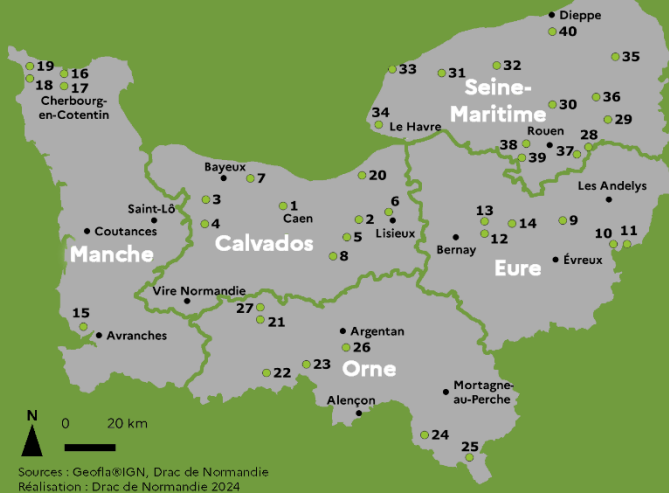 Dieppe
40
19
16
18
17
Cherbourg-
en-Cotentin
33
31
32
35
Seine-
Maritime
36
30
34
Le Havre
29
Rouen
38
28
39
37
Bayeux
7
20
3
1
Caen
6
Les Andelys
Saint-Lô
4
2
Lisieux
13
14
9
Coutances
Calvados
5
12
10
11
Manche
8
Bernay
Eure
Évreux
Vire Normandie
27
21
15
Avranches
Argentan
26
23
22
Orne
Mortagne-
au-Perche
Alençon
24
25
N
0 20 km
Sources : Geofla®IGN, Drac de Normandie
Réalisation : Drac de Normandie 2024